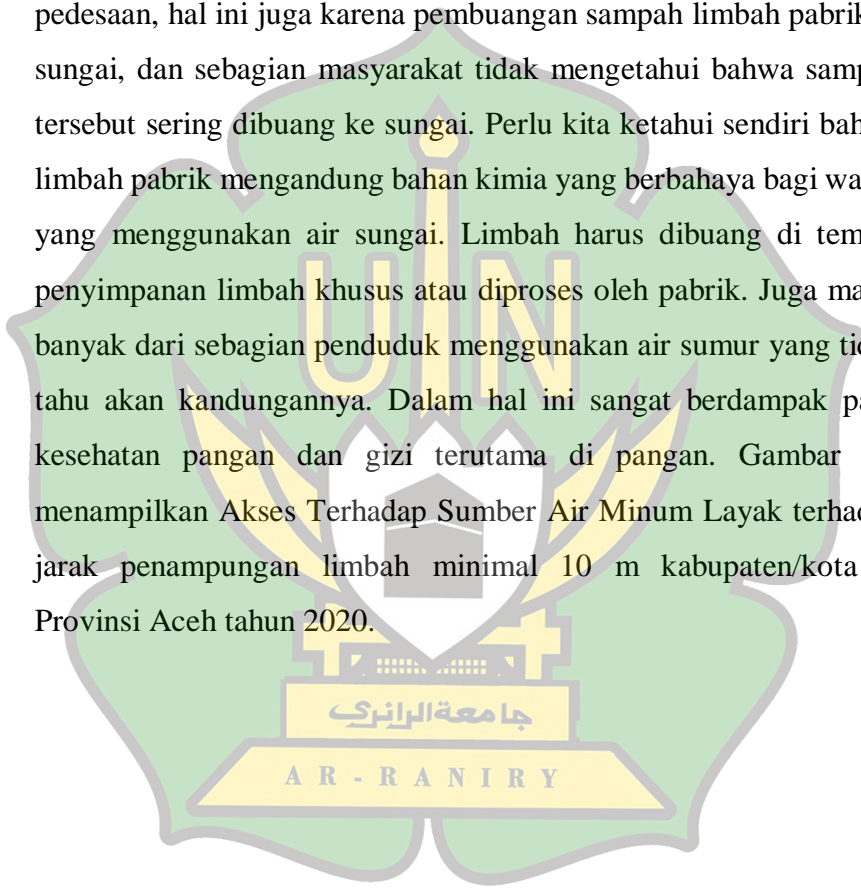 pedesaan, hal ini juga karena pembuangan sampah limbah pabrik
sungai, dan sebagian masyarakat tidak mengetahui bahwa samp
tersebut sering dibuang ke sungai. Perlu kita ketahui sendiri bah
limbah pabrik mengandung bahan kimia yang berbahaya bagi wa
yang menggunakan air sungai. Limbah harus dibuang di tem
penyimpanan limbah khusus atau diproses oleh pabrik. Juga ma
banyak dari sebagian penduduk menggunakan air sumur yang tid
tahu akan kandungannya. Dalam hal ini sangat berdampak pa
kesehatan pangan dan gizi terutama di pangan. Gambar
menampilkan Akses Terhadap Sumber Air Minum Layak terhad
jarak penampungan limbah minimal 10 m kabupaten/kota
Provinsi Aceh tahun 2020.
UIN
جامعةالرانري
AR-RANIRY